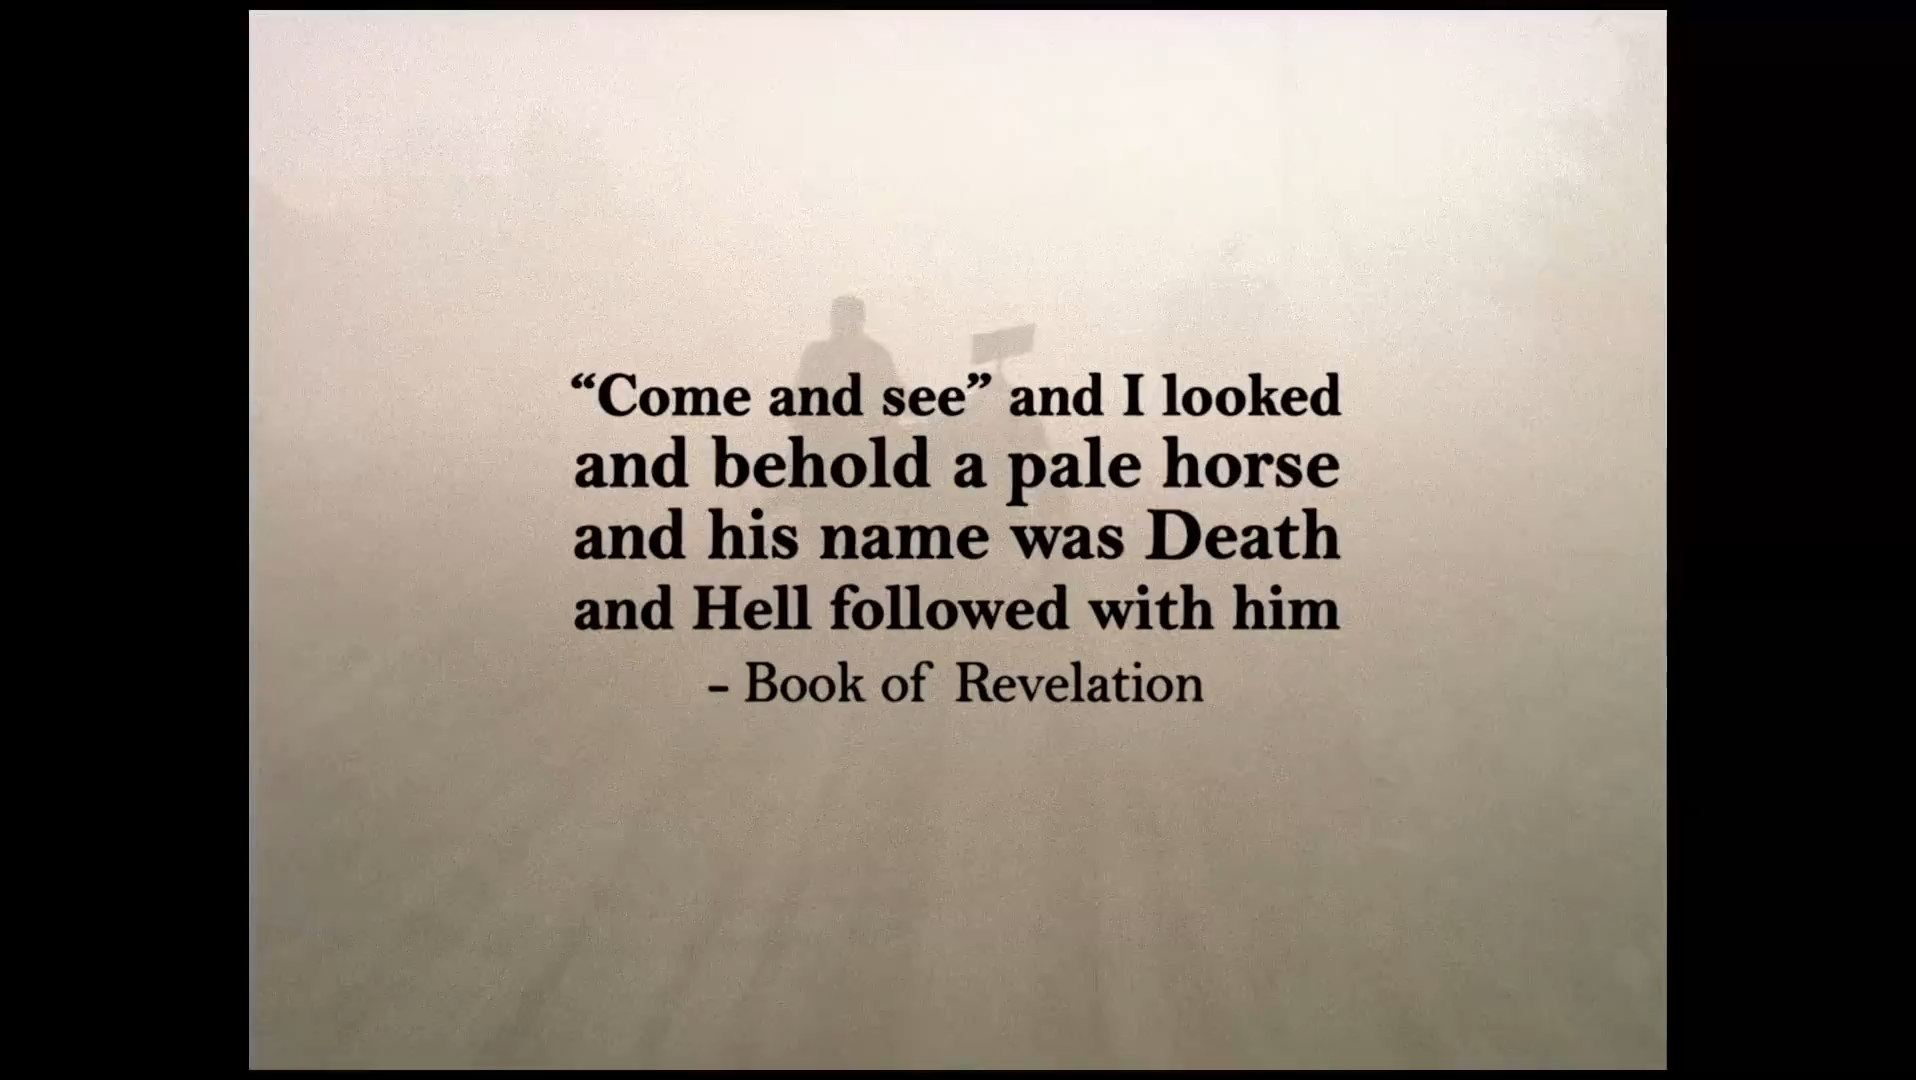 “Come and see” and I looked
and behold a pale horse
and his name was Death
and Hell followed with him
– Book of Revelation